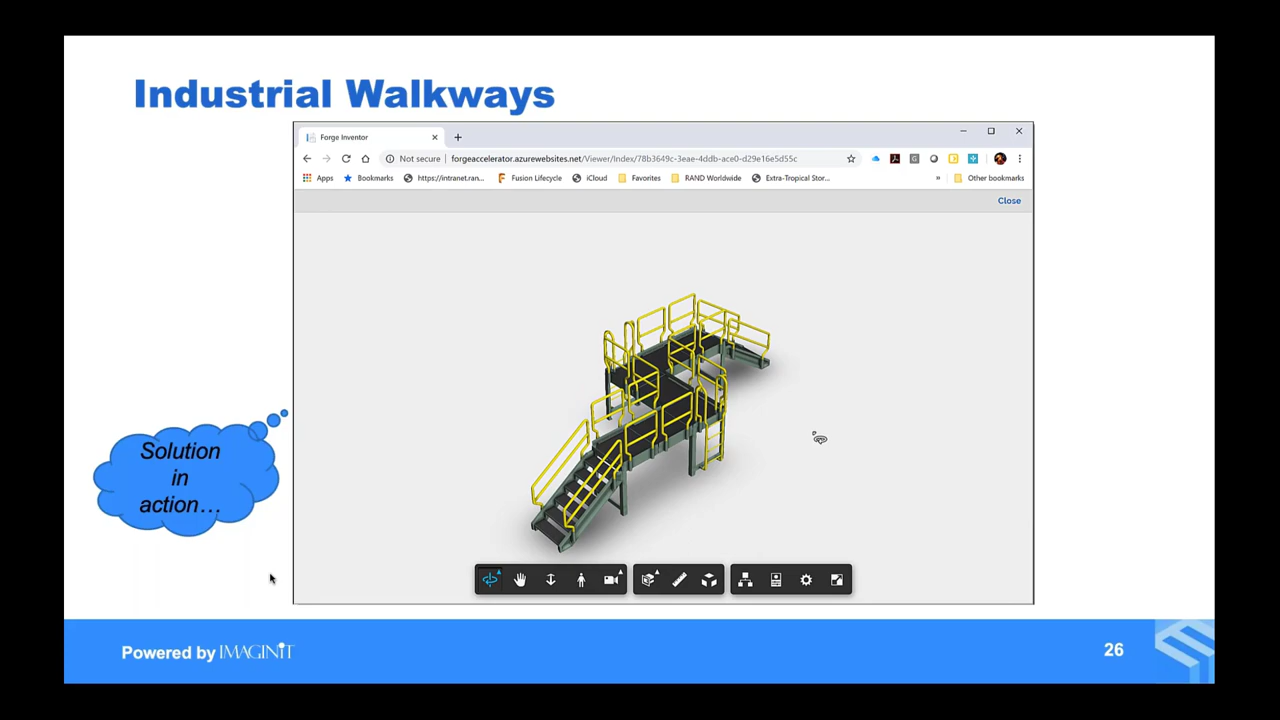 Industrial Walkways
Forge Inventor
Not secure | forgeaccelerator.azurewebsites.net/Viewer/Index/78b3649c-3eae-4ddb-ace0-d29e16e5d55c
Apps Bookmarks https://intranet.ran... Fusion Lifecycle iCloud Favorites RAND Worldwide Extra-Tropical Stor... » Other bookmarks
Close
Solution
in
action...
Powered by IMAGINiT
26